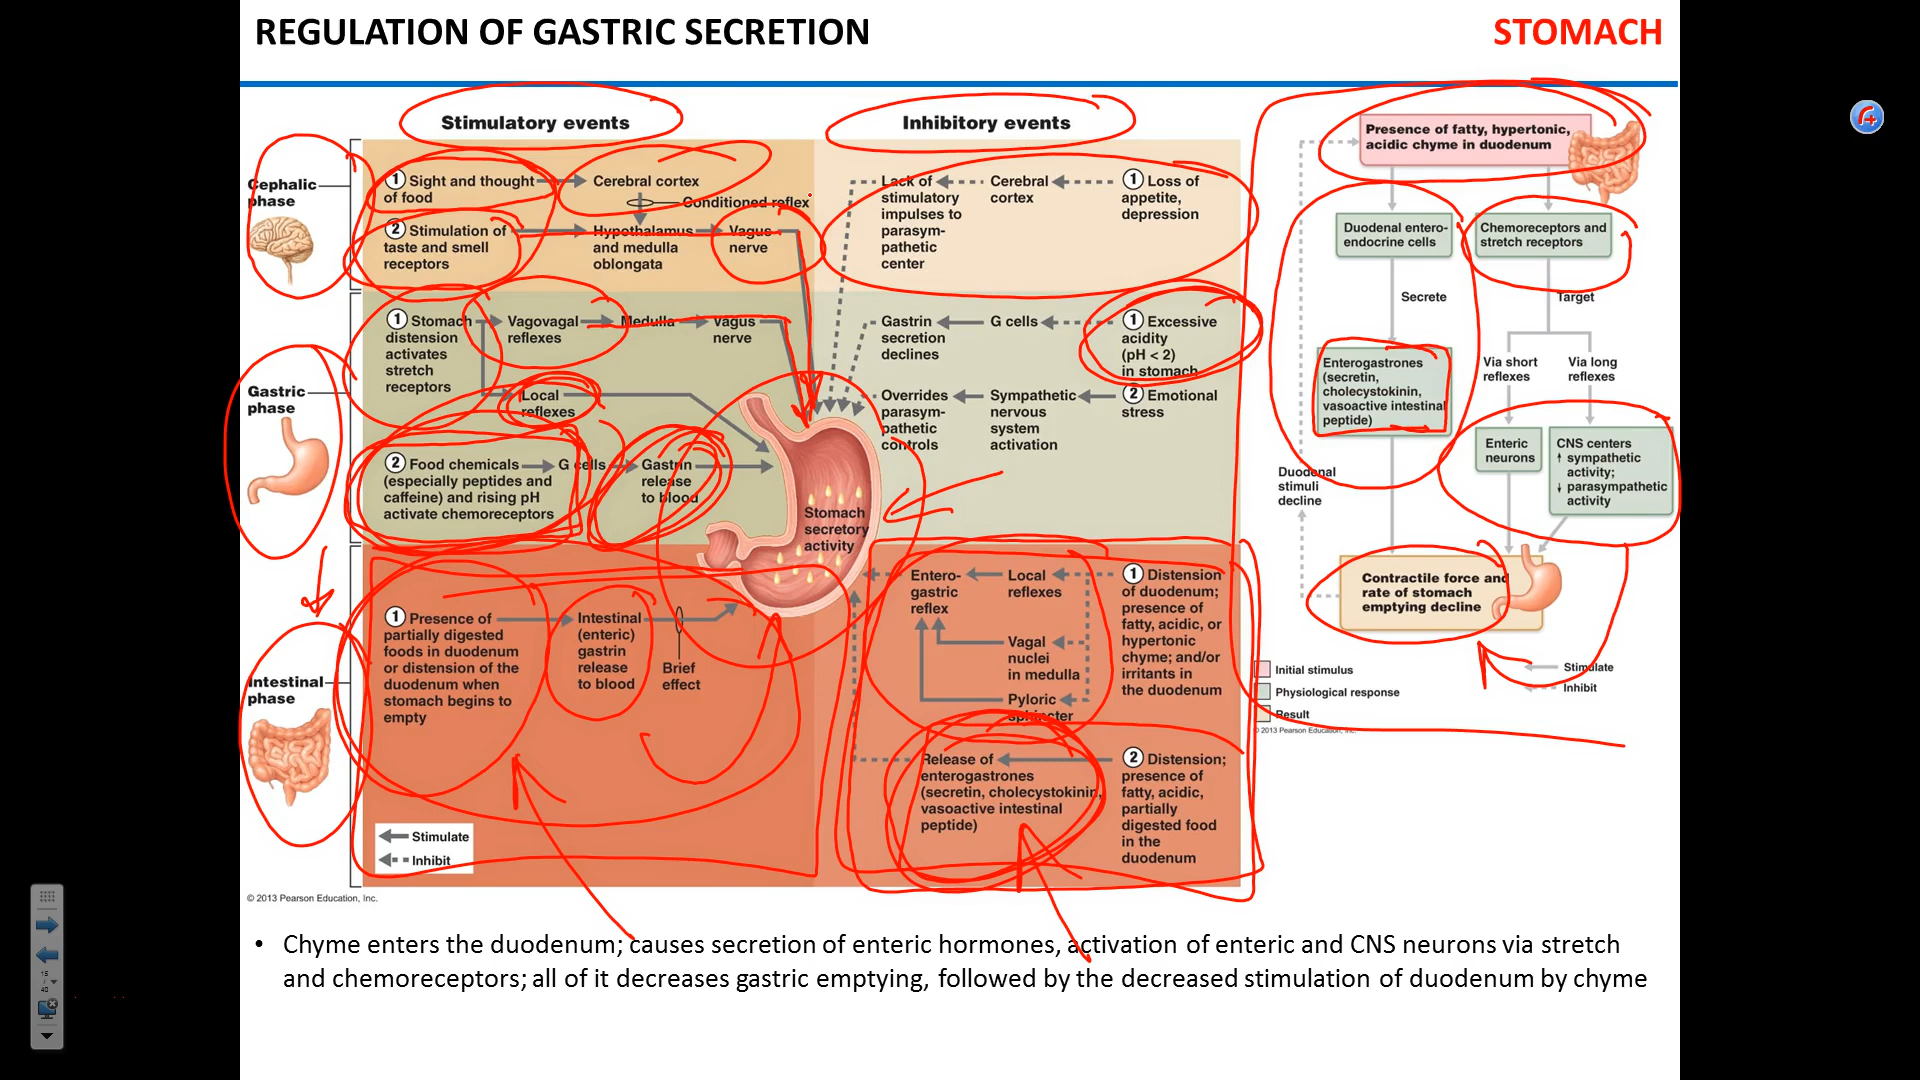 REGULATION OF GASTRIC SECRETION
STOMACH
Stimulatory events
Inhibitory events
Cephalic
phase
1 Sight and thought
of food
Cerebral cortex
Conditioned reflex
2 Stimulation of
taste and smell
receptors
Hypothalamus
and medulla
oblongata
Vagus
nerve
Lack of
stimulatory
impulses to
parasym-
pathetic
center
Cerebral
cortex
1 Loss of
appetite,
depression
Gastric
phase
1 Stomach
distension
activates
stretch
receptors
Vagovagal
reflexes
Medulla
Vagus
nerve
Local
reflexes
2 Food chemicals
(especially peptides and
caffeine) and rising pH
activate chemoreceptors
G cells
Gastrin
release
to blood
Gastrin
secretion
declines
G cells
1 Excessive
acidity
(pH < 2)
in stomach
Overrides
parasym-
pathetic
controls
Sympathetic
nervous
system
activation
2 Emotional
stress
Stomach
secretory
activity
Intestinal
phase
1 Presence of
partially digested
foods in duodenum
or distension of the
duodenum when
stomach begins to
empty
Intestinal
(enteric)
gastrin
release
to blood
Brief
effect
Entero-
gastric
reflex
Local
reflexes
Vagal
nuclei
in medulla
Pyloric
sphincter
1 Distension
of duodenum;
presence of
fatty, acidic, or
hypertonic
chyme; and/or
irritants in
the duodenum
Release of
enterogastrones
(secretin, cholecystokinin,
vasoactive intestinal
peptide)
2 Distension;
presence of
fatty, acidic,
partially
digested food
in the
duodenum
Stimulate
Inhibit
© 2013 Pearson Education, Inc.
Presence of fatty, hypertonic,
acidic chyme in duodenum
Duodenal entero-
endocrine cells
Chemoreceptors and
stretch receptors
Secrete
Target
Enterogastrones
(secretin,
cholecystokinin,
vasoactive intestinal
peptide)
Via short
reflexes
Via long
reflexes
Enteric
neurons
CNS centers
↑ sympathetic
activity;
↓ parasympathetic
activity
Duodenal
stimuli
decline
Contractile force and
rate of stomach
emptying decline
Initial stimulus
Physiological response
Result
Stimulate
Inhibit
© 2013 Pearson Education, Inc.
• Chyme enters the duodenum; causes secretion of enteric hormones, activation of enteric and CNS neurons via stretch
and chemoreceptors; all of it decreases gastric emptying, followed by the decreased stimulation of duodenum by chyme
15
/
40